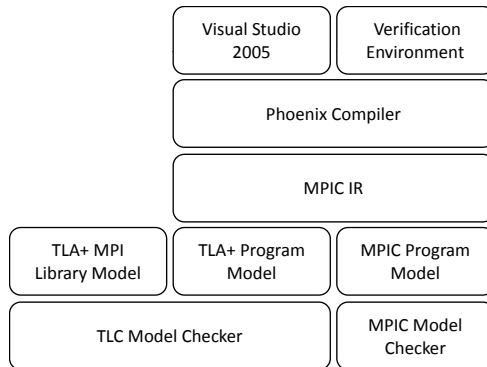 Visual Studio
2005
Verification
Environment
Phoenix Compiler
MPIC IR
TLA+ MPI
Library Model
TLA+ Program
Model
MPIC Program
Model
TLC Model Checker
MPIC Model
Checker